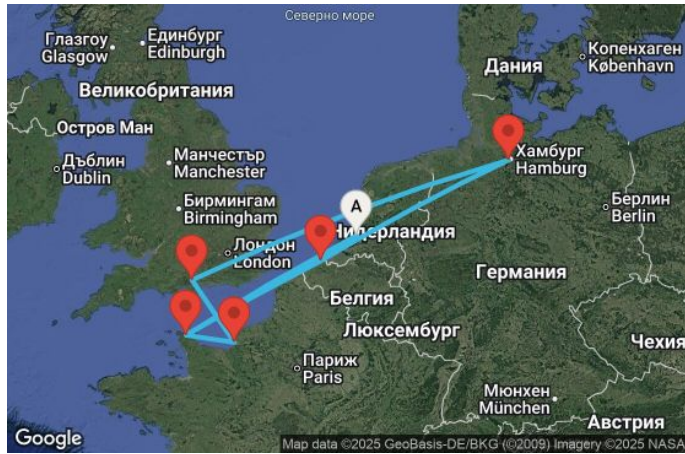 Северно море
Глазгоу
Glasgow
Единбург
Edinburgh
Копенхаген
København
Дания
Великобритания
Остров Ман
Дъблин
Dublin
Манчестър
Manchester
Хамбург
Hamburg
Бирмингам
Birmingham
A
Берлин
Berlin
Нидерландия
Лондон
London
Германия
Белгия
Люксембург
Чехия
Париж
Paris
Мюнхен
München
Австрия
Google
Map data ©2025 GeoBasis-DE/BKG (©2009) Imagery ©2025 NASA